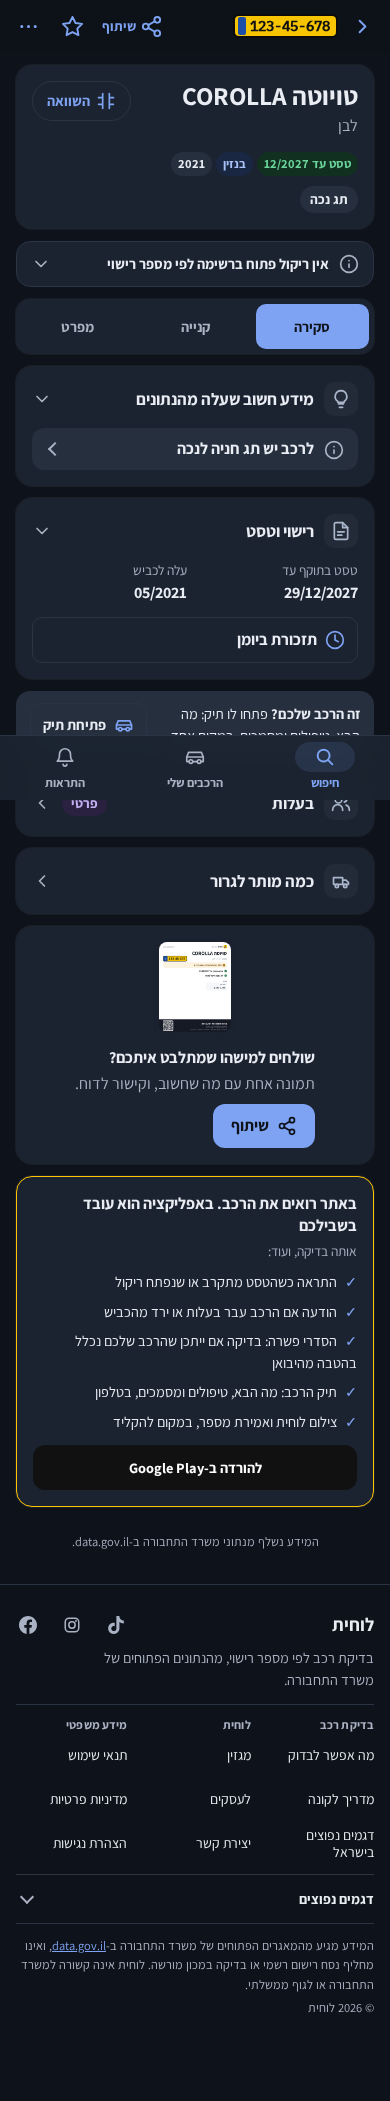 123-45-678
שיתוף
טויוטה COROLLA
השוואה
לבן
טסט עד 12/2027
בנזין
2021
תג נכה
אין ריקול פתוח ברשימה לפי מספר רישוי
סקירה
קנייה
מפרט
מידע חשוב שעלה מהנתונים
לרכב יש תג חניה לנכה
רישוי וטסט
טסט בתוקף עד
עלה לכביש
29/12/2027
05/2021
תזכורת ביומן
זה הרכב שלכם? פתחו לו תיק: מה
פתיחת תיק
חיפוש
הרכבים שלי
התראות
בעלות
פרטי
כמה מותר לגרור
טויוטה COROLLA
שולחים למישהו שמתלבט איתכם?
תמונה אחת עם מה שחשוב, וקישור לדוח.
שיתוף
באתר רואים את הרכב. באפליקציה הוא עובד
בשבילכם
אותה בדיקה, ועוד:
✓ התראה כשהטסט מתקרב או שנפתח ריקול
✓ הודעה אם הרכב עבר בעלות או ירד מהכביש
✓ הסדרי פשרה: בדיקה אם ייתכן שהרכב שלכם נכלל
בהטבה מהיבואן
✓ תיק הרכב: מה הבא, טיפולים ומסמכים, בטלפון
✓ צילום לוחית ואמירת מספר, במקום להקליד
להורדה ב-Google Play
המידע נשלף מנתוני משרד התחבורה ב-data.gov.il.
לוחית
בדיקת רכב לפי מספר רישוי, מהנתונים הפתוחים של
משרד התחבורה.
בדיקת רכב
לוחית
מידע משפטי
מה אפשר לבדוק
מגזין
תנאי שימוש
מדריך לקונה
לעסקים
מדיניות פרטיות
דגמים נפוצים
בישראל
יצירת קשר
הצהרת נגישות
דגמים נפוצים
המידע מגיע מהמאגרים הפתוחים של משרד התחבורה ב-data.gov.il, ואינו
מחליף נסח רישום רשמי או בדיקה במכון מורשה. לוחית אינה קשורה למשרד
התחבורה או לגוף ממשלתי.
© 2026 לוחית